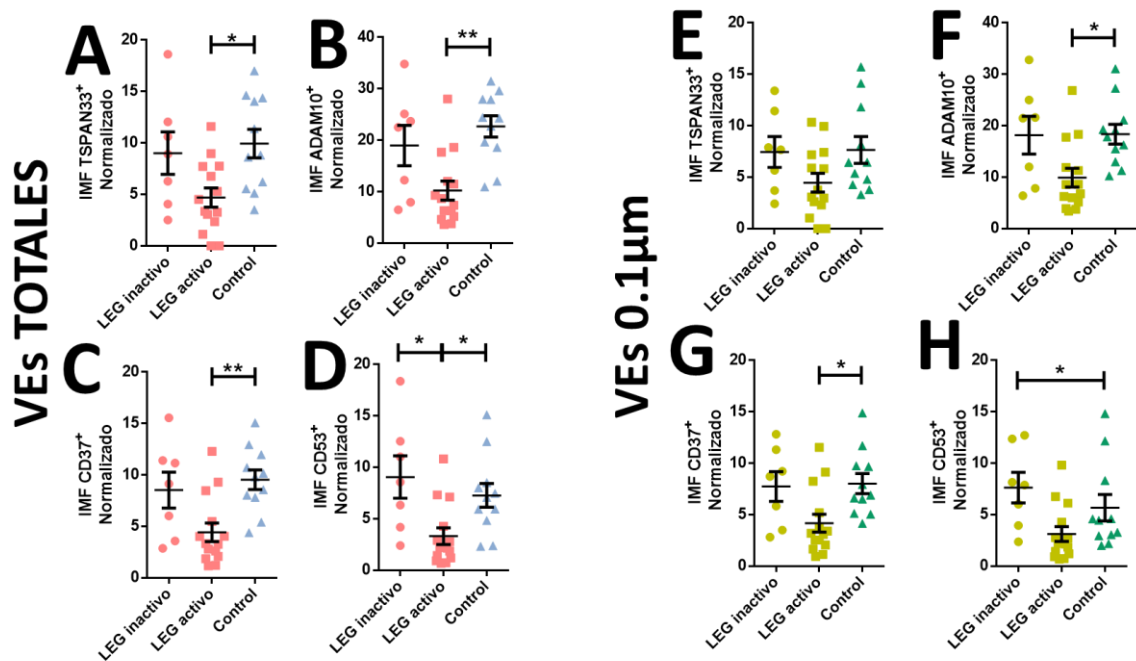 VEs TOTALES
A
IMF TSPAN33+
Normalizado
20
15
10
5
0
*
LEG inactivo
LEG activo
Control
B
IMF ADAM10+
Normalizado
40
30
20
10
0
**
LEG inactivo
LEG activo
Control
C
IMF CD37+
Normalizado
20
15
10
5
0
**
LEG inactivo
LEG activo
Control
D
IMF CD53+
Normalizado
20
15
10
5
0
*
*
LEG inactivo
LEG activo
Control
VEs 0.1µm
E
IMF TSPAN33+
Normalizado
20
15
10
5
0
LEG inactivo
LEG activo
Control
F
IMF ADAM10+
Normalizado
40
30
20
10
0
*
LEG inactivo
LEG activo
Control
G
IMF CD37+
Normalizado
20
15
10
5
0
*
LEG inactivo
LEG activo
Control
H
IMF CD53+
Normalizado
20
15
10
5
0
*
LEG inactivo
LEG activo
Control